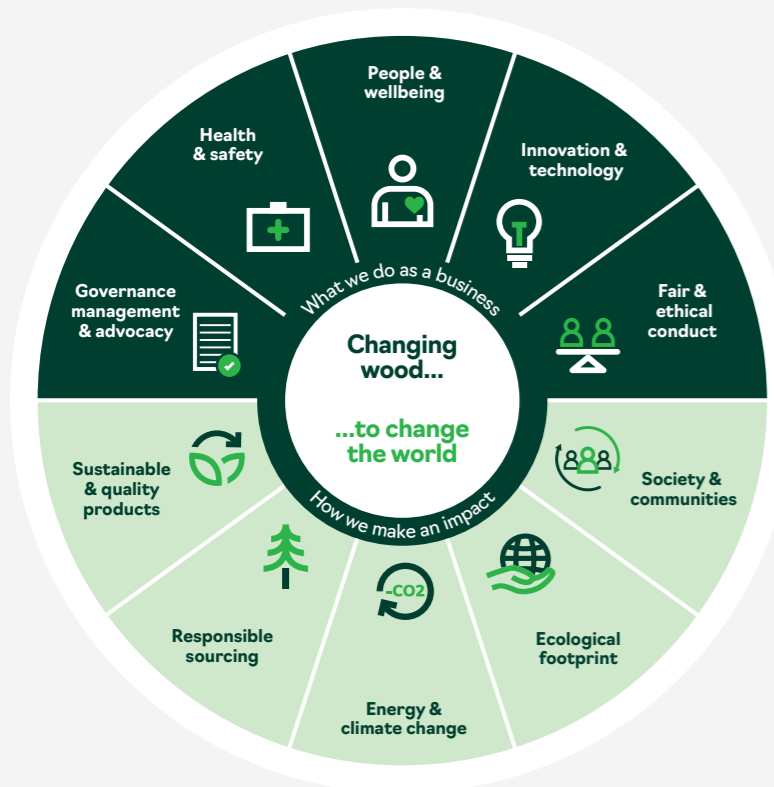 People &
wellbeing
Health
& safety
Innovation &
technology
Governance
management
& advocacy
Fair &
ethical
conduct
What we do as a business
Changing
wood...
...to change
the world
How we make an impact
Sustainable
& quality
products
Society &
communities
Responsible
sourcing
-CO2
Ecological
footprint
Energy &
climate change